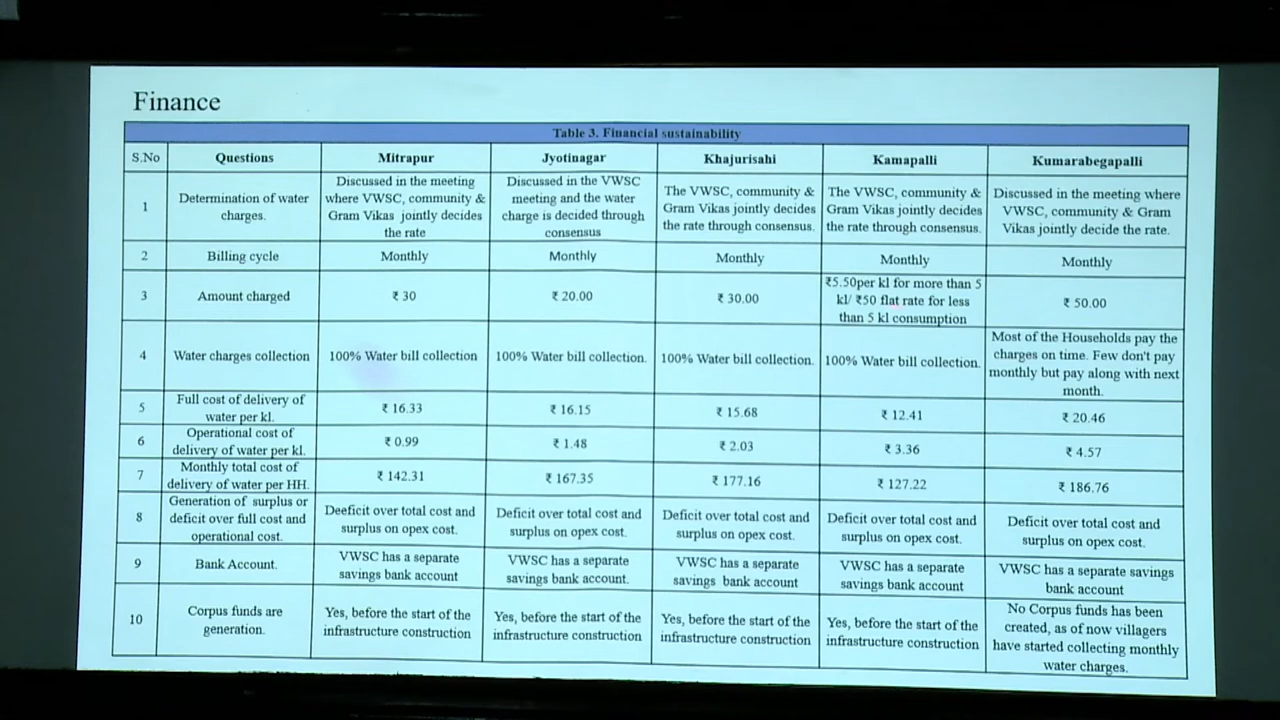 Finance
Table 3. Financial sustainability
S.No
Questions
Mitrapur
Jyotinagar
Khajurisahi
Kamapalli
Kumarabegapalli
1
Determination of water
charges.
Discussed in the meeting
where VWSC, community &
Gram Vikas jointly decides
the rate
Discussed in the VWSC
meeting and the water
charge is decided through
consensus
The VWSC, community &
Gram Vikas jointly decides
the rate through consensus.
The VWSC, community &
Gram Vikas jointly decides
the rate through consensus.
Discussed in the meeting where
VWSC, community & Gram
Vikas jointly decide the rate.
2
Billing cycle
Monthly
Monthly
Monthly
Monthly
Monthly
3
Amount charged
₹ 30
₹ 20.00
₹ 30.00
₹5.50per kl for more than 5
kl/ ₹50 flat rate for less
than 5 kl consumption
₹ 50.00
4
Water charges collection
100% Water bill collection
100% Water bill collection.
100% Water bill collection.
100% Water bill collection.
Most of the Households pay the
charges on time. Few don't pay
monthly but pay along with next
month.
5
Full cost of delivery of
water per kl.
₹ 16.33
₹ 16.15
₹ 15.68
₹ 12.41
₹ 20.46
6
Operational cost of
delivery of water per kl.
₹ 0.99
₹ 1.48
₹ 2.03
₹ 3.36
₹ 4.57
7
Monthly total cost of
delivery of water per HH.
₹ 142.31
₹ 167.35
₹ 177.16
₹ 127.22
₹ 186.76
8
Generation of surplus or
deficit over full cost and
operational cost.
Deeficit over total cost and
surplus on opex cost.
Deficit over total cost and
surplus on opex cost.
Deficit over total cost and
surplus on opex cost.
Deficit over total cost and
surplus on opex cost.
Deficit over total cost and
surplus on opex cost.
9
Bank Account.
VWSC has a separate
savings bank account
VWSC has a separate
savings bank account.
VWSC has a separate
savings bank account
VWSC has a separate
savings bank account
VWSC has a separate savings
bank account
10
Corpus funds are
generation.
Yes, before the start of the
infrastructure construction
Yes, before the start of the
infrastructure construction
Yes, before the start of the
infrastructure construction
Yes, before the start of the
infrastructure construction
No Corpus funds has been
created, as of now villagers
have started collecting monthly
water charges.